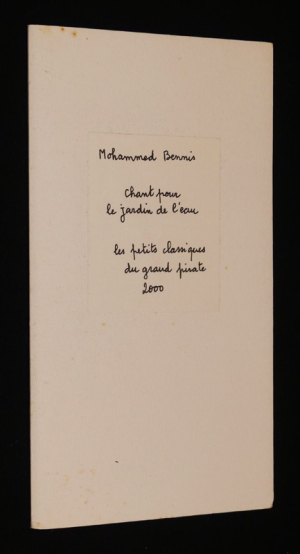 Mohammed Bennis
Chant pour
le jardin de l'eau
les petits classiques
du grand pirate
2000